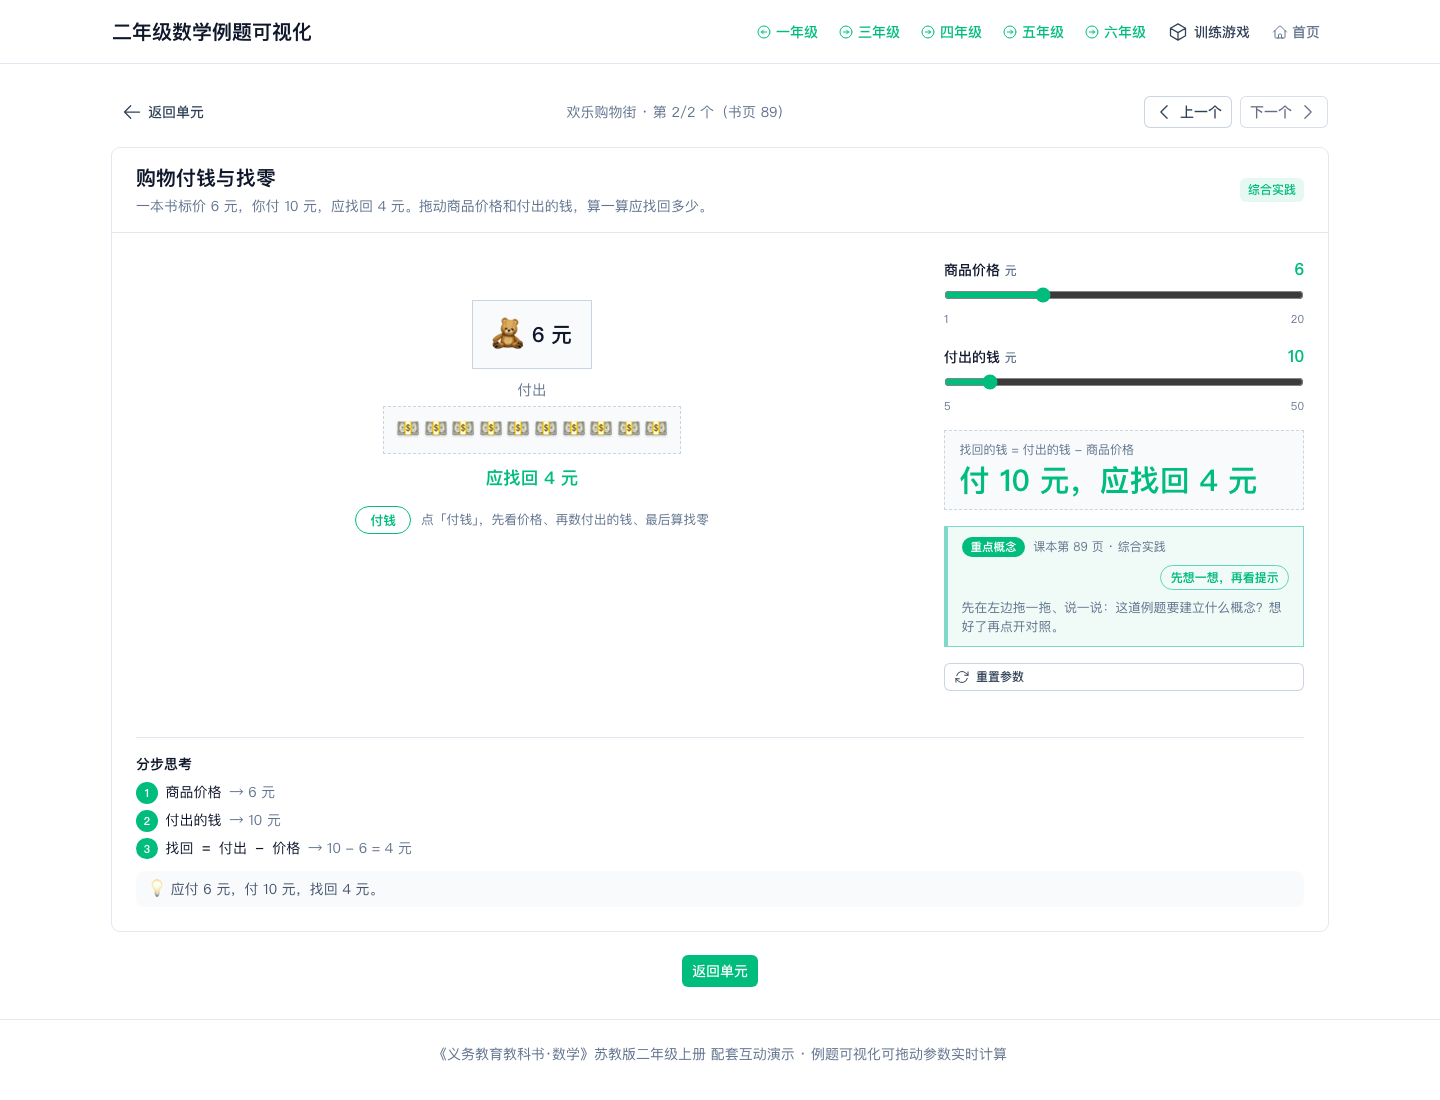 二年级数学例题可视化
一年级 三年级 四年级 五年级 六年级 训练游戏 首页
返回单元
欢乐购物街 · 第 2/2 个（书页 89）
上一个
下一个
购物付钱与找零
一本书标价 6 元，你付 10 元，应找回 4 元。拖动商品价格和付出的钱，算一算应找回多少。
综合实践
6 元
付出
应找回 4 元
付钱 点「付钱」，先看价格、再数付出的钱、最后算找零
商品价格 元 6
1 20
付出的钱 元 10
5 50
找回的钱 = 付出的钱 − 商品价格
付 10 元，应找回 4 元
重点概念 课本第 89 页 · 综合实践
先想一想，再看提示
先在左边拖一拖、说一说：这道例题要建立什么概念？想
好了再点开对照。
重置参数
分步思考
1 商品价格 → 6 元
2 付出的钱 → 10 元
3 找回 = 付出 − 价格 → 10 − 6 = 4 元
应付 6 元，付 10 元，找回 4 元。
返回单元
《义务教育教科书·数学》苏教版二年级上册 配套互动演示 · 例题可视化可拖动参数实时计算